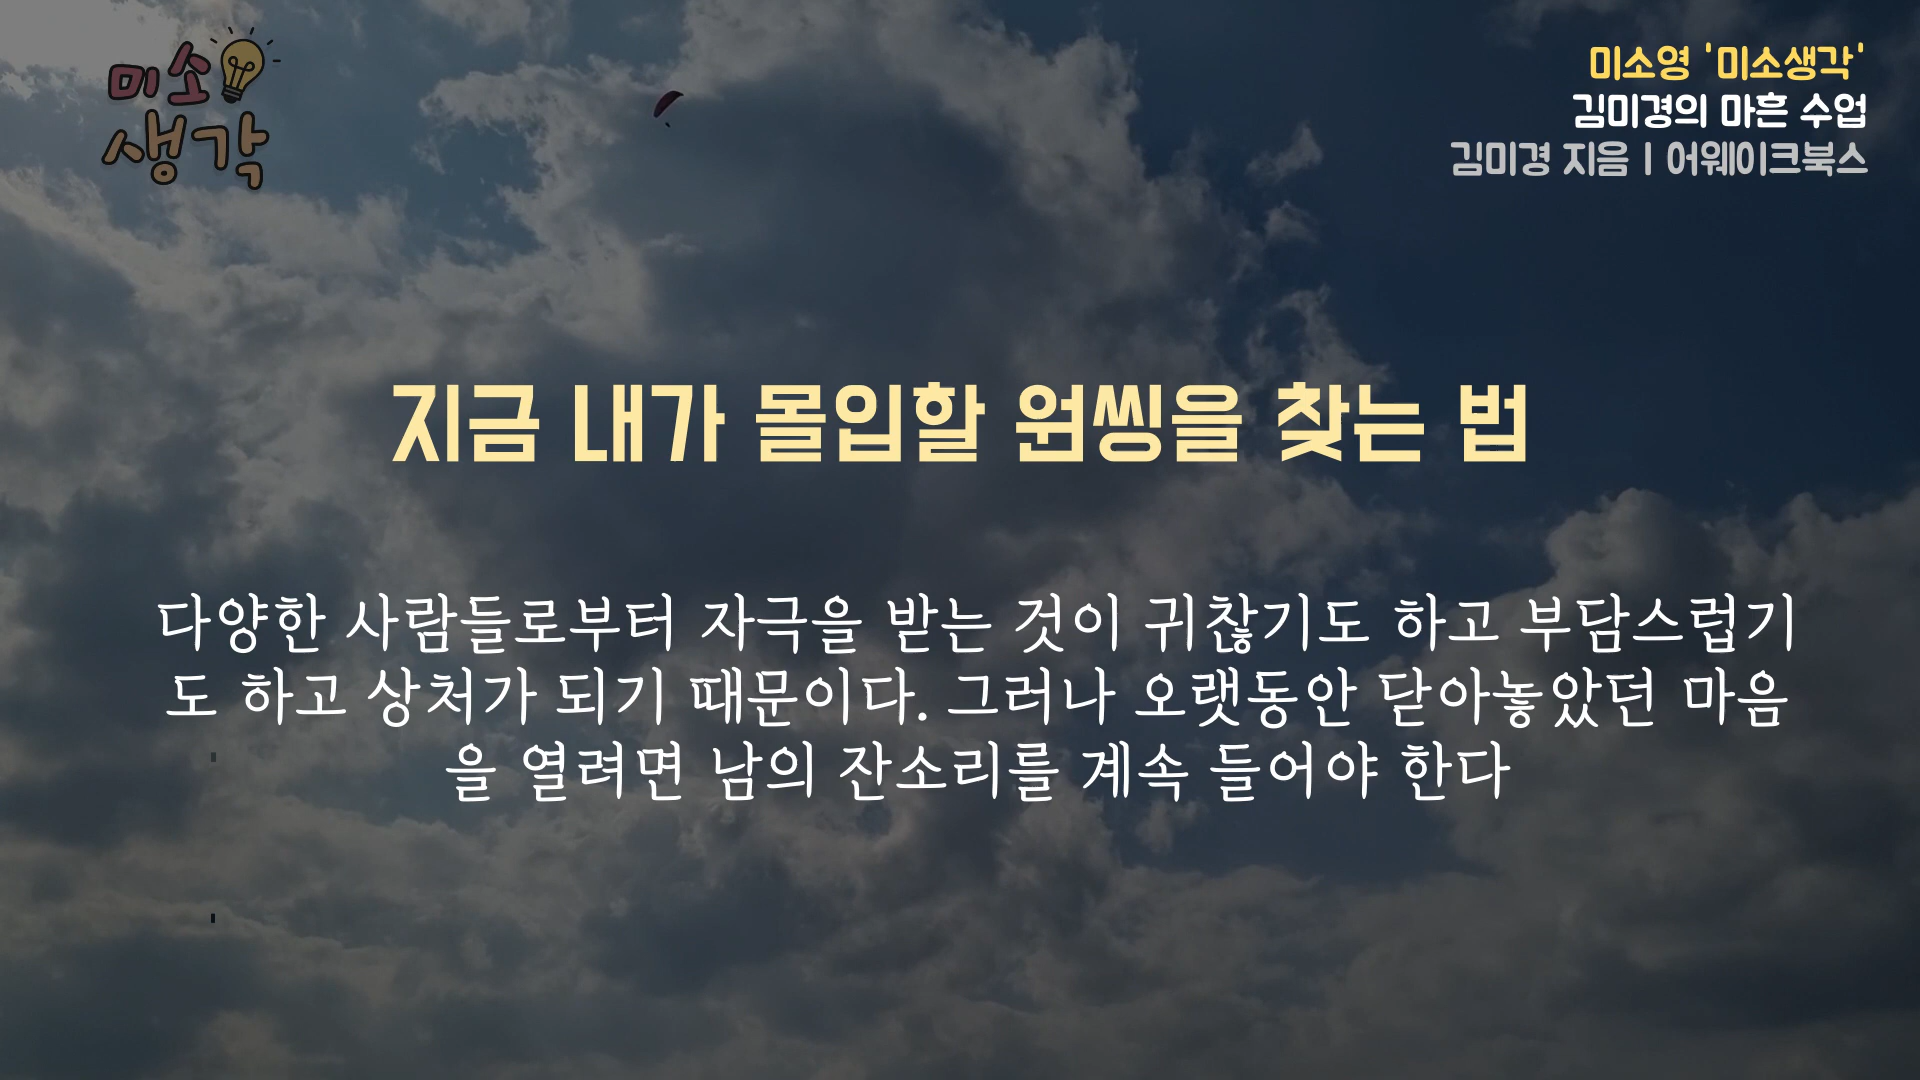 미소
생각
미소영 '미소생각'
김미경의 마흔 수업
김미경 지음 I 어웨이크북스
지금 내가 몰입할 원씽을 찾는 법
다양한 사람들로부터 자극을 받는 것이 귀찮기도 하고 부담스럽기
도 하고 상처가 되기 때문이다. 그러나 오랫동안 닫아놓았던 마음
을 열려면 남의 잔소리를 계속 들어야 한다